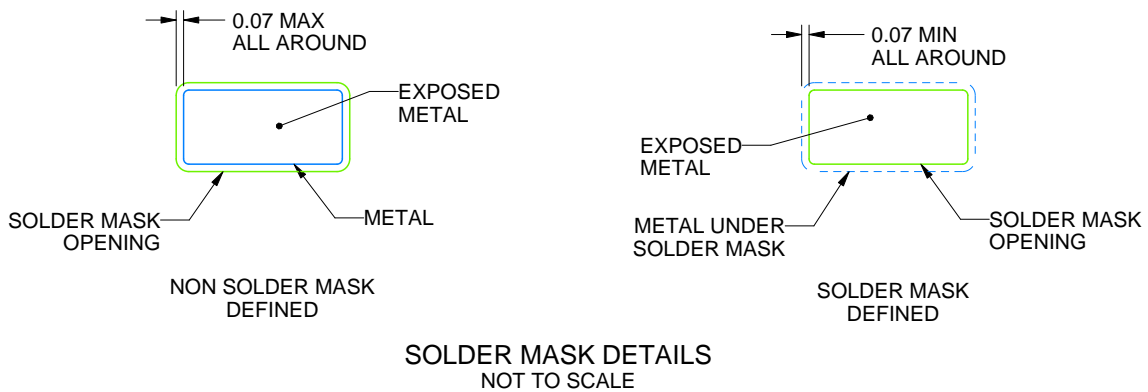 0.07 MAX
ALL AROUND
EXPOSED
METAL
SOLDER MASK
OPENING
METAL
NON SOLDER MASK
DEFINED
0.07 MIN
ALL AROUND
EXPOSED
METAL
METAL UNDER
SOLDER MASK
SOLDER MASK
OPENING
SOLDER MASK
DEFINED
SOLDER MASK DETAILS
NOT TO SCALE